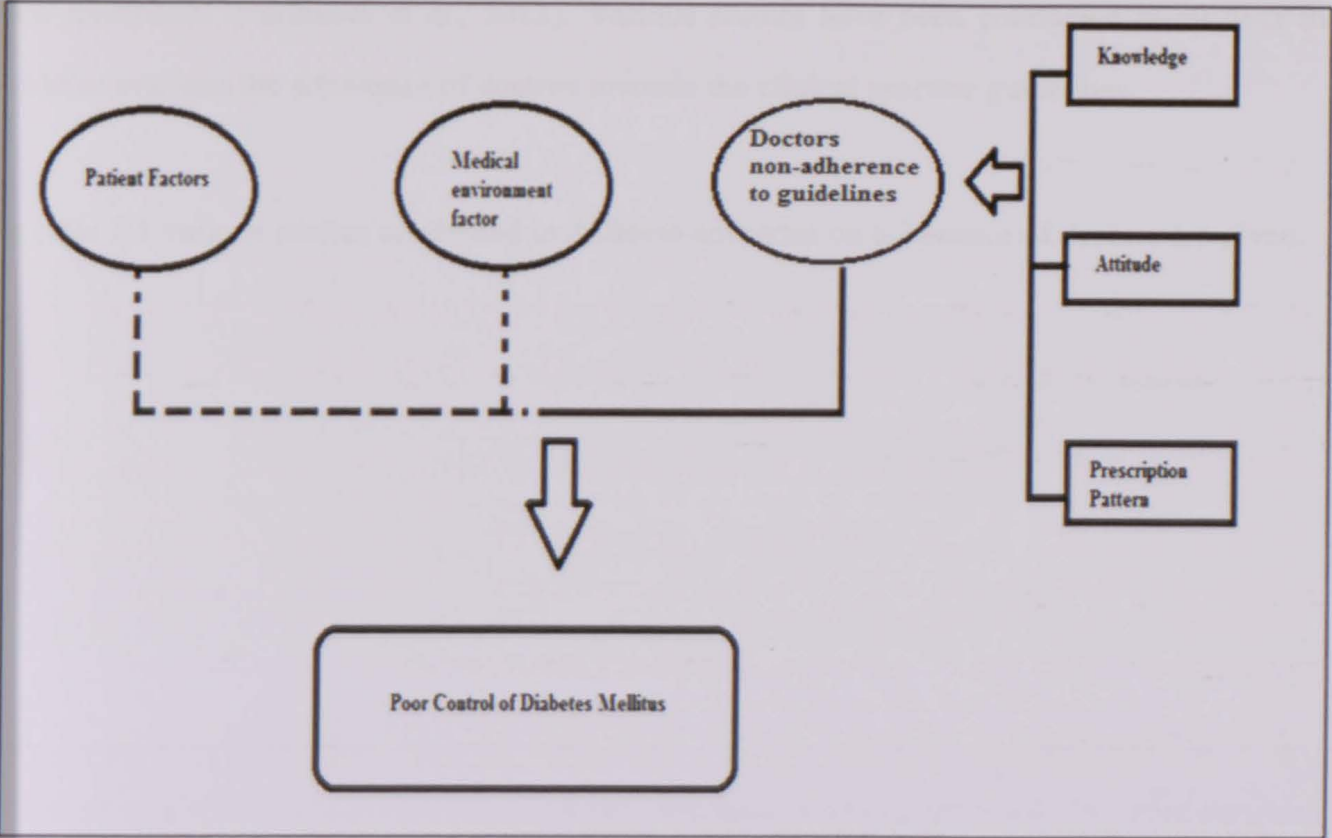 Knowledge
Patient Factors
Medical
environment
factor
Doctors
non-adherence
to guidelines
Attitude
Prescription
Pattern
Poor Control of Diabetes Mellitus